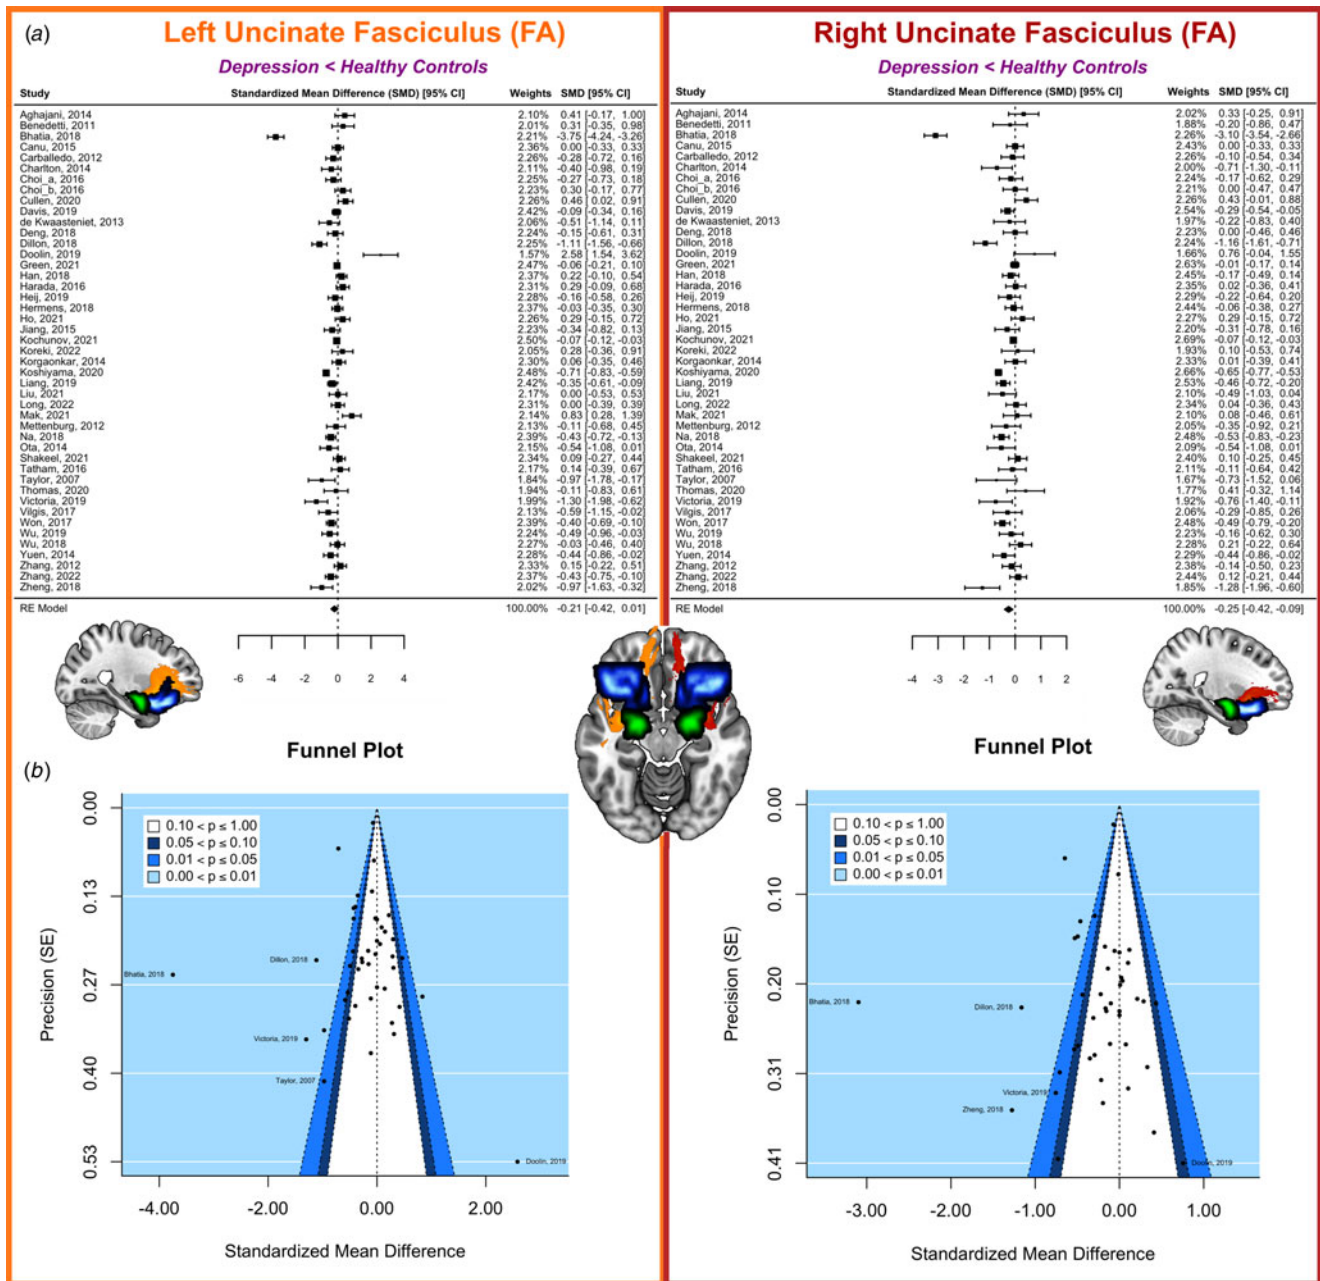 (a)
Left Uncinate Fasciculus (FA)
Depression < Healthy Controls
Study Standardized Mean Difference (SMD) [95% CI] Weights SMD [95% CI]
Aghajani, 2014 2.10% 0.41 [-0.17, 1.00]
Benedetti, 2011 2.01% 0.31 [-0.35, 0.98]
Bhatia, 2018 2.21% -3.75 [-4.24, -3.26]
Canu, 2015 2.36% 0.00 [-0.33, 0.33]
Carballedo, 2012 2.26% -0.28 [-0.72, 0.16]
Charlton, 2014 2.11% -0.40 [-0.98, 0.19]
Choi_a, 2016 2.25% -0.27 [-0.73, 0.18]
Choi_b, 2016 2.23% 0.30 [-0.17, 0.77]
Cullen, 2020 2.26% 0.46 [0.02, 0.91]
Davis, 2019 2.42% -0.09 [-0.34, 0.16]
de Kwaasteniet, 2013 2.06% -0.51 [-1.14, 0.11]
Deng, 2018 2.24% -0.15 [-0.61, 0.31]
Dillon, 2018 2.25% -1.11 [-1.56, -0.66]
Doolin, 2019 1.57% 2.58 [1.54, 3.62]
Green, 2021 2.47% -0.06 [-0.21, 0.10]
Han, 2018 2.37% 0.22 [-0.10, 0.54]
Harada, 2016 2.31% 0.29 [-0.09, 0.68]
Heij, 2019 2.28% -0.16 [-0.58, 0.26]
Hermens, 2018 2.37% -0.03 [-0.35, 0.30]
Ho, 2021 2.26% 0.29 [-0.15, 0.72]
Jiang, 2015 2.23% -0.34 [-0.82, 0.13]
Kochunov, 2021 2.50% -0.07 [-0.12, -0.03]
Koreki, 2022 2.05% 0.28 [-0.36, 0.91]
Korgaonkar, 2014 2.30% 0.06 [-0.35, 0.46]
Koshiyama, 2020 2.48% -0.71 [-0.83, -0.59]
Liang, 2019 2.42% -0.35 [-0.61, -0.09]
Liu, 2021 2.17% 0.00 [-0.53, 0.53]
Long, 2022 2.31% 0.00 [-0.39, 0.39]
Mak, 2021 2.14% 0.83 [0.28, 1.39]
Mettenburg, 2012 2.13% -0.11 [-0.68, 0.45]
Na, 2018 2.39% -0.43 [-0.72, -0.13]
Ota, 2014 2.15% -0.54 [-1.08, 0.01]
Shakeel, 2021 2.34% 0.09 [-0.27, 0.44]
Tatham, 2016 2.17% 0.14 [-0.39, 0.67]
Taylor, 2007 1.84% -0.97 [-1.78, -0.17]
Thomas, 2020 1.94% -0.11 [-0.83, 0.61]
Victoria, 2019 1.99% -1.30 [-1.98, -0.62]
Vilgis, 2017 2.13% -0.59 [-1.15, -0.02]
Won, 2017 2.39% -0.40 [-0.69, -0.10]
Wu, 2019 2.24% -0.49 [-0.96, -0.03]
Wu, 2018 2.27% -0.03 [-0.46, 0.40]
Yuen, 2014 2.28% -0.44 [-0.86, -0.02]
Zhang, 2012 2.33% 0.15 [-0.22, 0.51]
Zhang, 2022 2.37% -0.43 [-0.75, -0.10]
Zheng, 2018 2.02% -0.97 [-1.63, -0.32]
RE Model 100.00% -0.21 [-0.42, 0.01]
-6 -4 -2 0 2 4 6
Right Uncinate Fasciculus (FA)
Depression < Healthy Controls
Study Standardized Mean Difference (SMD) [95% CI] Weights SMD [95% CI]
Aghajani, 2014 2.02% 0.33 [-0.25, 0.91]
Benedetti, 2011 1.88% -0.20 [-0.86, 0.47]
Bhatia, 2018 2.26% -3.10 [-3.54, -2.66]
Canu, 2015 2.43% 0.00 [-0.33, 0.33]
Carballedo, 2012 2.26% -0.10 [-0.54, 0.34]
Charlton, 2014 2.00% -0.71 [-1.30, -0.11]
Choi_a, 2016 2.24% -0.17 [-0.62, 0.29]
Choi_b, 2016 2.21% 0.00 [-0.47, 0.47]
Cullen, 2020 2.26% 0.43 [-0.01, 0.88]
Davis, 2019 2.54% -0.29 [-0.54, -0.05]
de Kwaasteniet, 2013 1.97% -0.22 [-0.83, 0.40]
Deng, 2018 2.23% 0.00 [-0.46, 0.46]
Dillon, 2018 2.24% -1.16 [-1.61, -0.71]
Doolin, 2019 1.66% 0.76 [-0.04, 1.55]
Green, 2021 2.63% -0.01 [-0.17, 0.14]
Han, 2018 2.45% -0.17 [-0.49, 0.14]
Harada, 2016 2.35% 0.02 [-0.36, 0.41]
Heij, 2019 2.29% -0.22 [-0.64, 0.20]
Hermens, 2018 2.44% -0.06 [-0.38, 0.27]
Ho, 2021 2.27% 0.29 [-0.15, 0.72]
Jiang, 2015 2.20% -0.31 [-0.78, 0.16]
Kochunov, 2021 2.69% -0.07 [-0.12, -0.03]
Koreki, 2022 1.93% 0.10 [-0.53, 0.74]
Korgaonkar, 2014 2.33% 0.01 [-0.39, 0.41]
Koshiyama, 2020 2.66% -0.65 [-0.77, -0.53]
Liang, 2019 2.53% -0.46 [-0.72, -0.20]
Liu, 2021 2.10% -0.49 [-1.03, 0.04]
Long, 2022 2.34% 0.04 [-0.36, 0.43]
Mak, 2021 2.10% 0.08 [-0.46, 0.61]
Mettenburg, 2012 2.05% -0.35 [-0.92, 0.21]
Na, 2018 2.48% -0.53 [-0.83, -0.23]
Ota, 2014 2.09% -0.54 [-1.08, 0.01]
Shakeel, 2021 2.40% 0.10 [-0.25, 0.45]
Tatham, 2016 2.11% -0.11 [-0.64, 0.42]
Taylor, 2007 1.67% -0.73 [-1.52, 0.06]
Thomas, 2020 1.77% 0.41 [-0.32, 1.14]
Victoria, 2019 1.92% -0.76 [-1.40, -0.11]
Vilgis, 2017 2.06% -0.29 [-0.85, 0.26]
Won, 2017 2.48% -0.49 [-0.79, -0.20]
Wu, 2019 2.23% -0.16 [-0.62, 0.30]
Wu, 2018 2.28% 0.21 [-0.22, 0.64]
Yuen, 2014 2.29% -0.44 [-0.86, -0.02]
Zhang, 2012 2.38% -0.14 [-0.50, 0.23]
Zhang, 2022 2.44% 0.12 [-0.21, 0.44]
Zheng, 2018 1.85% -1.28 [-1.96, -0.60]
RE Model 100.00% -0.25 [-0.42, -0.09]
-4 -3 -2 -1 0 1 2
Funnel Plot
(b)
0.10 < p ≤ 1.00
0.05 < p ≤ 0.10
0.01 < p ≤ 0.05
0.00 < p ≤ 0.01
Precision (SE)
0.00
0.13
0.27
0.40
0.53
Dillon, 2018
Bhatia, 2018
Victoria, 2019
Taylor, 2007
Doolin, 2019
-4.00 -2.00 0.00 2.00
Standardized Mean Difference
Funnel Plot
0.10 < p ≤ 1.00
0.05 < p ≤ 0.10
0.01 < p ≤ 0.05
0.00 < p ≤ 0.01
Precision (SE)
0.00
0.10
0.20
0.31
0.41
Bhatia, 2018
Dillon, 2018
Victoria, 2019
Zheng, 2018
Doolin, 2019
-3.00 -2.00 -1.00 0.00 1.00
Standardized Mean Difference